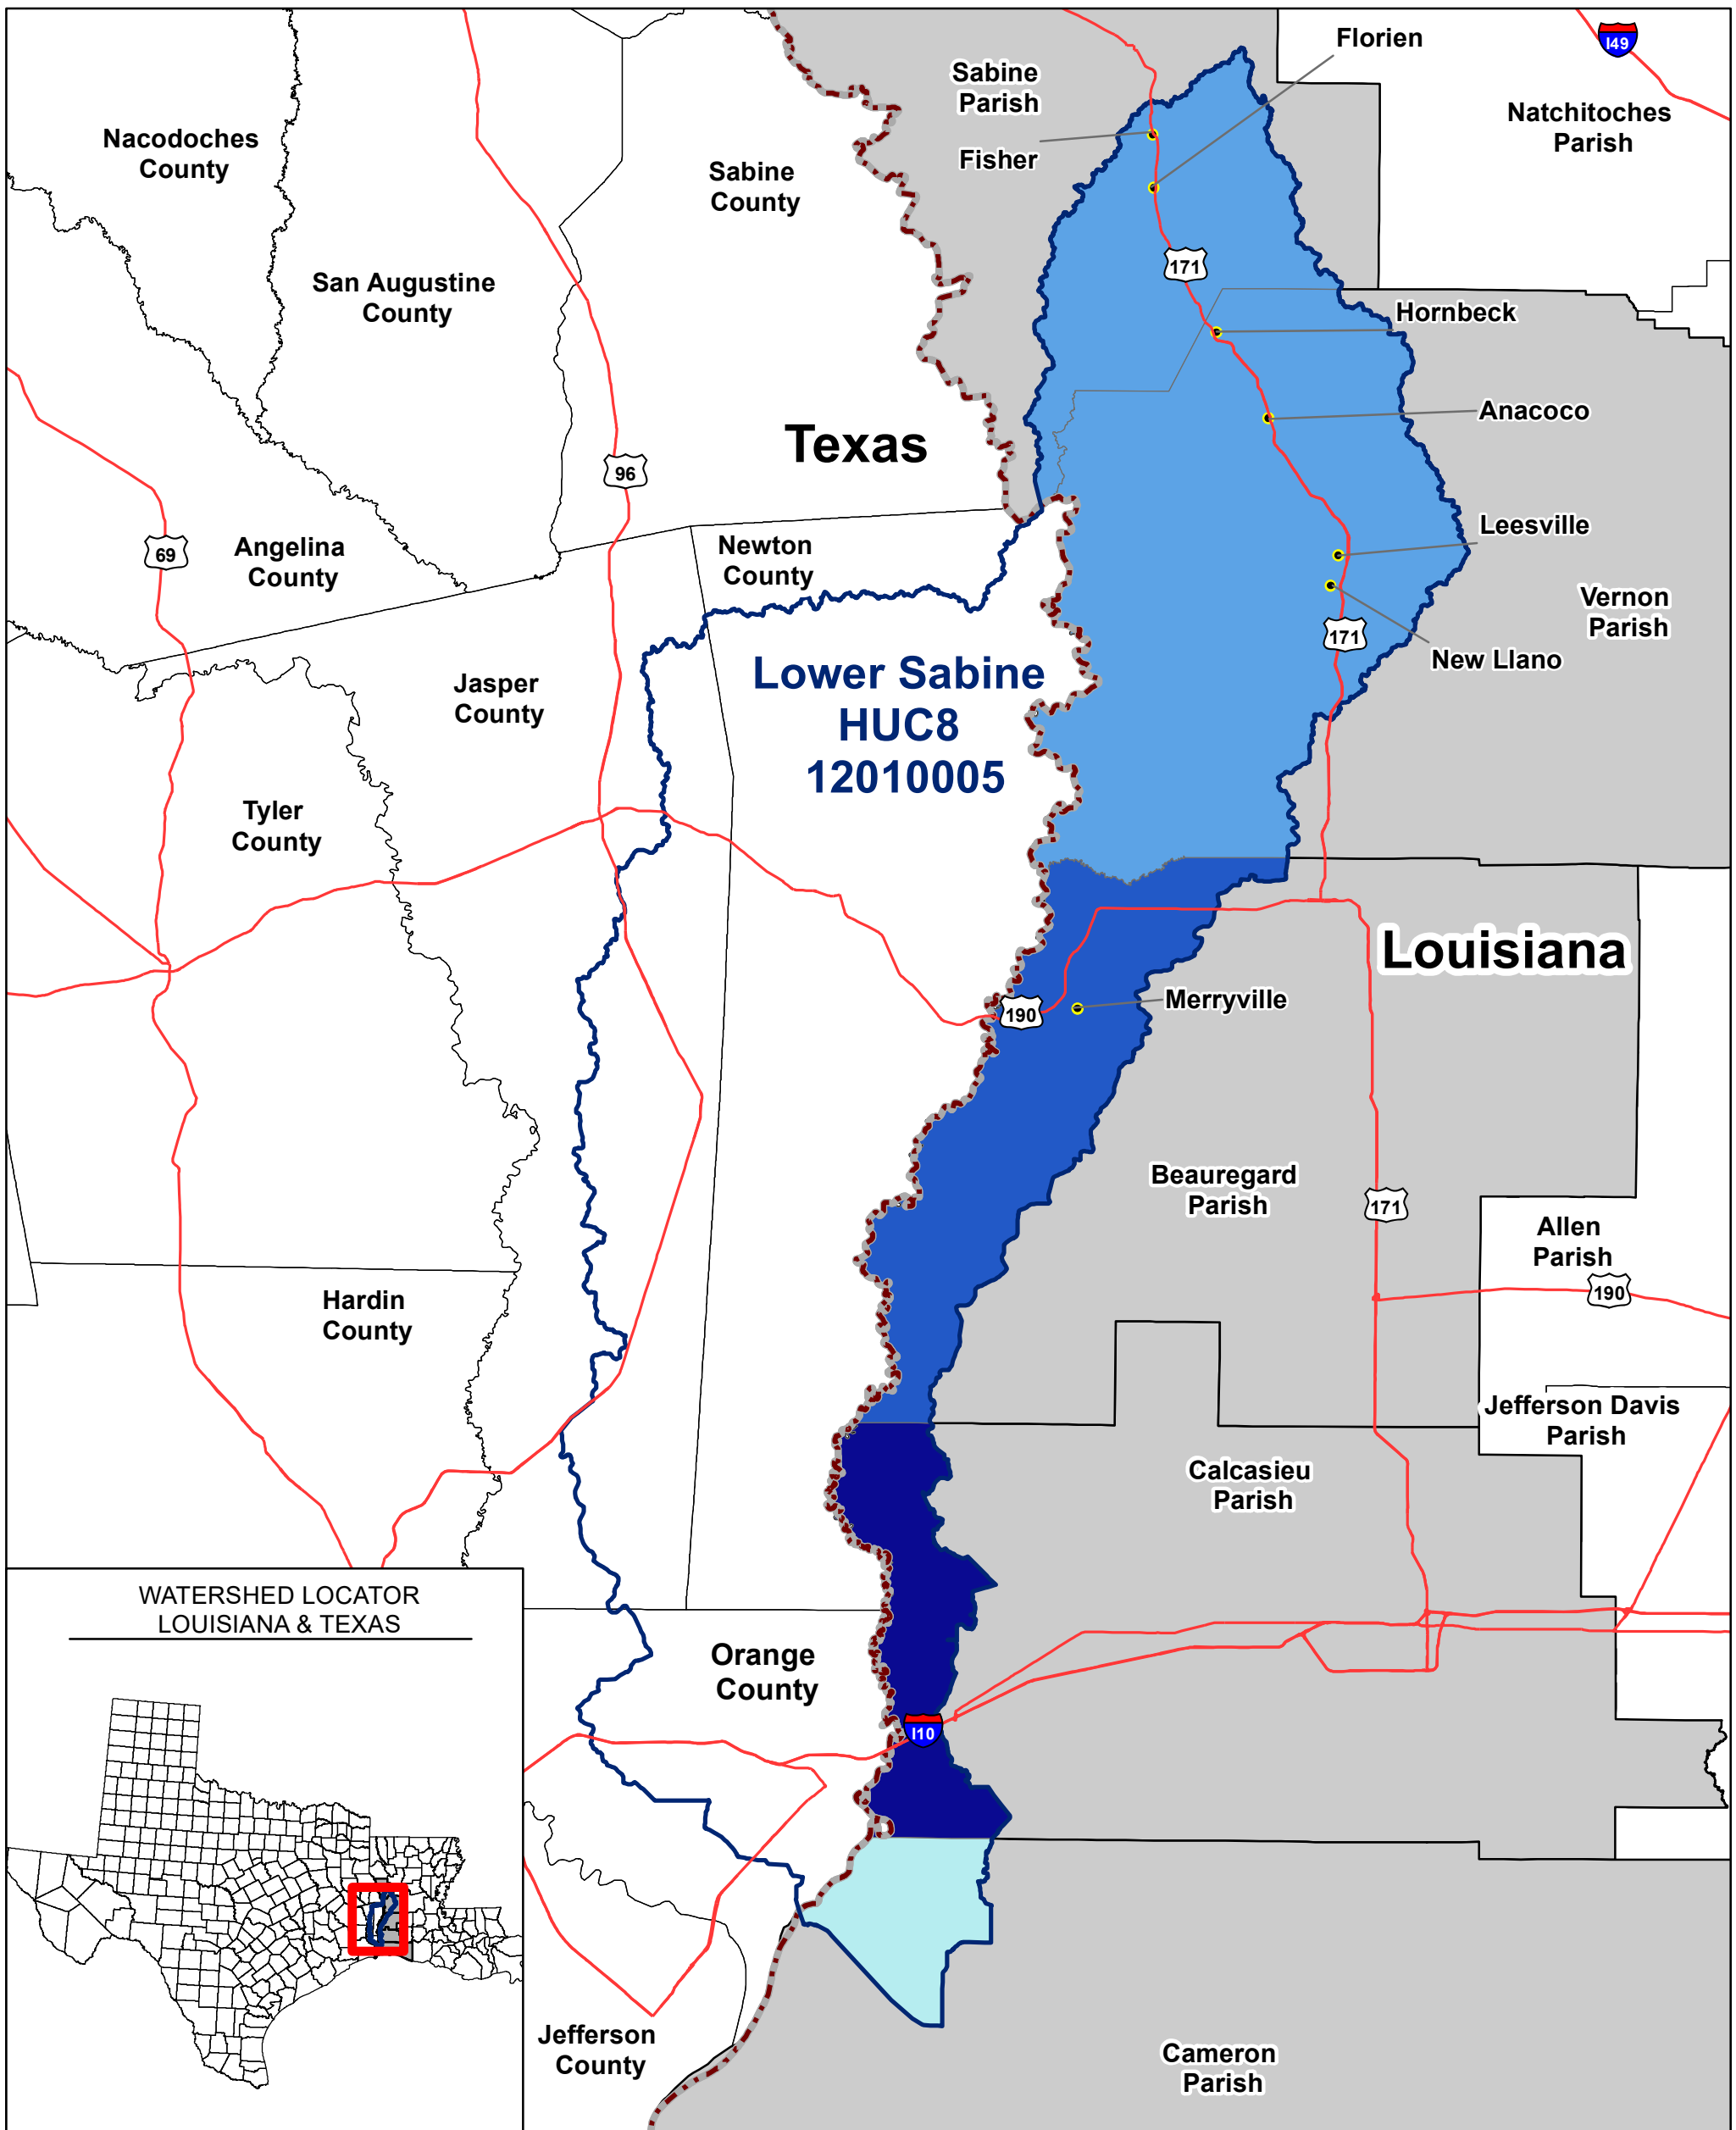 Florien
I49
Sabine
Parish
Natchitoches
Parish
Nacodoches
County
Fisher
Sabine
County
171
San Augustine
County
Hornbeck
Anacoco
Texas
96
Leesville
69
Angelina
County
Newton
County
Vernon
Parish
171
New Llano
Lower Sabine
HUC8
12010005
Jasper
County
Tyler
County
Louisiana
Merryville
190
Beauregard
Parish
171
Allen
Parish
190
Hardin
County
Jefferson Davis
Parish
Calcasieu
Parish
WATERSHED LOCATOR
LOUISIANA & TEXAS
Orange
County
I10
Jefferson
County
Cameron
Parish